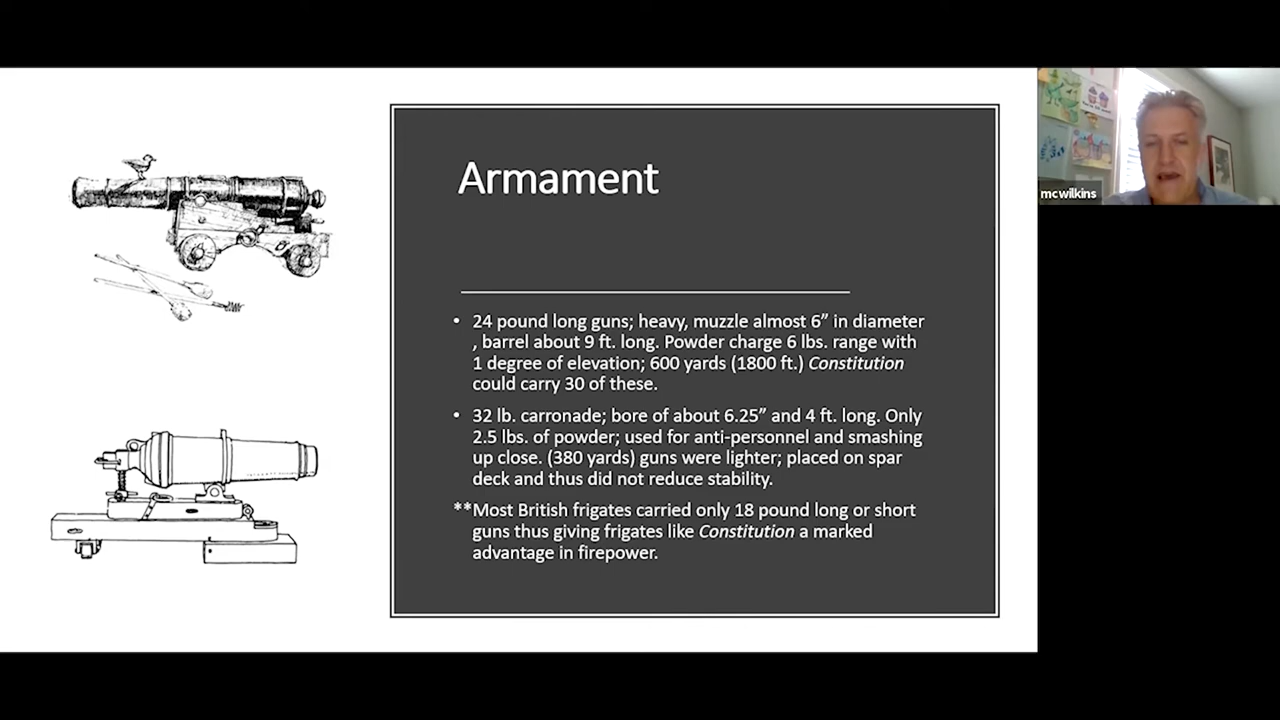 Armament
• 24 pound long guns; heavy, muzzle almost 6” in diameter
, barrel about 9 ft. long. Powder charge 6 lbs. range with
1 degree of elevation; 600 yards (1800 ft.) Constitution
could carry 30 of these.
• 32 lb. carronade; bore of about 6.25” and 4 ft. long. Only
2.5 lbs. of powder; used for anti-personnel and smashing
up close. (380 yards) guns were lighter; placed on spar
deck and thus did not reduce stability.
**Most British frigates carried only 18 pound long or short
guns thus giving frigates like Constitution a marked
advantage in firepower.
mcwilkins